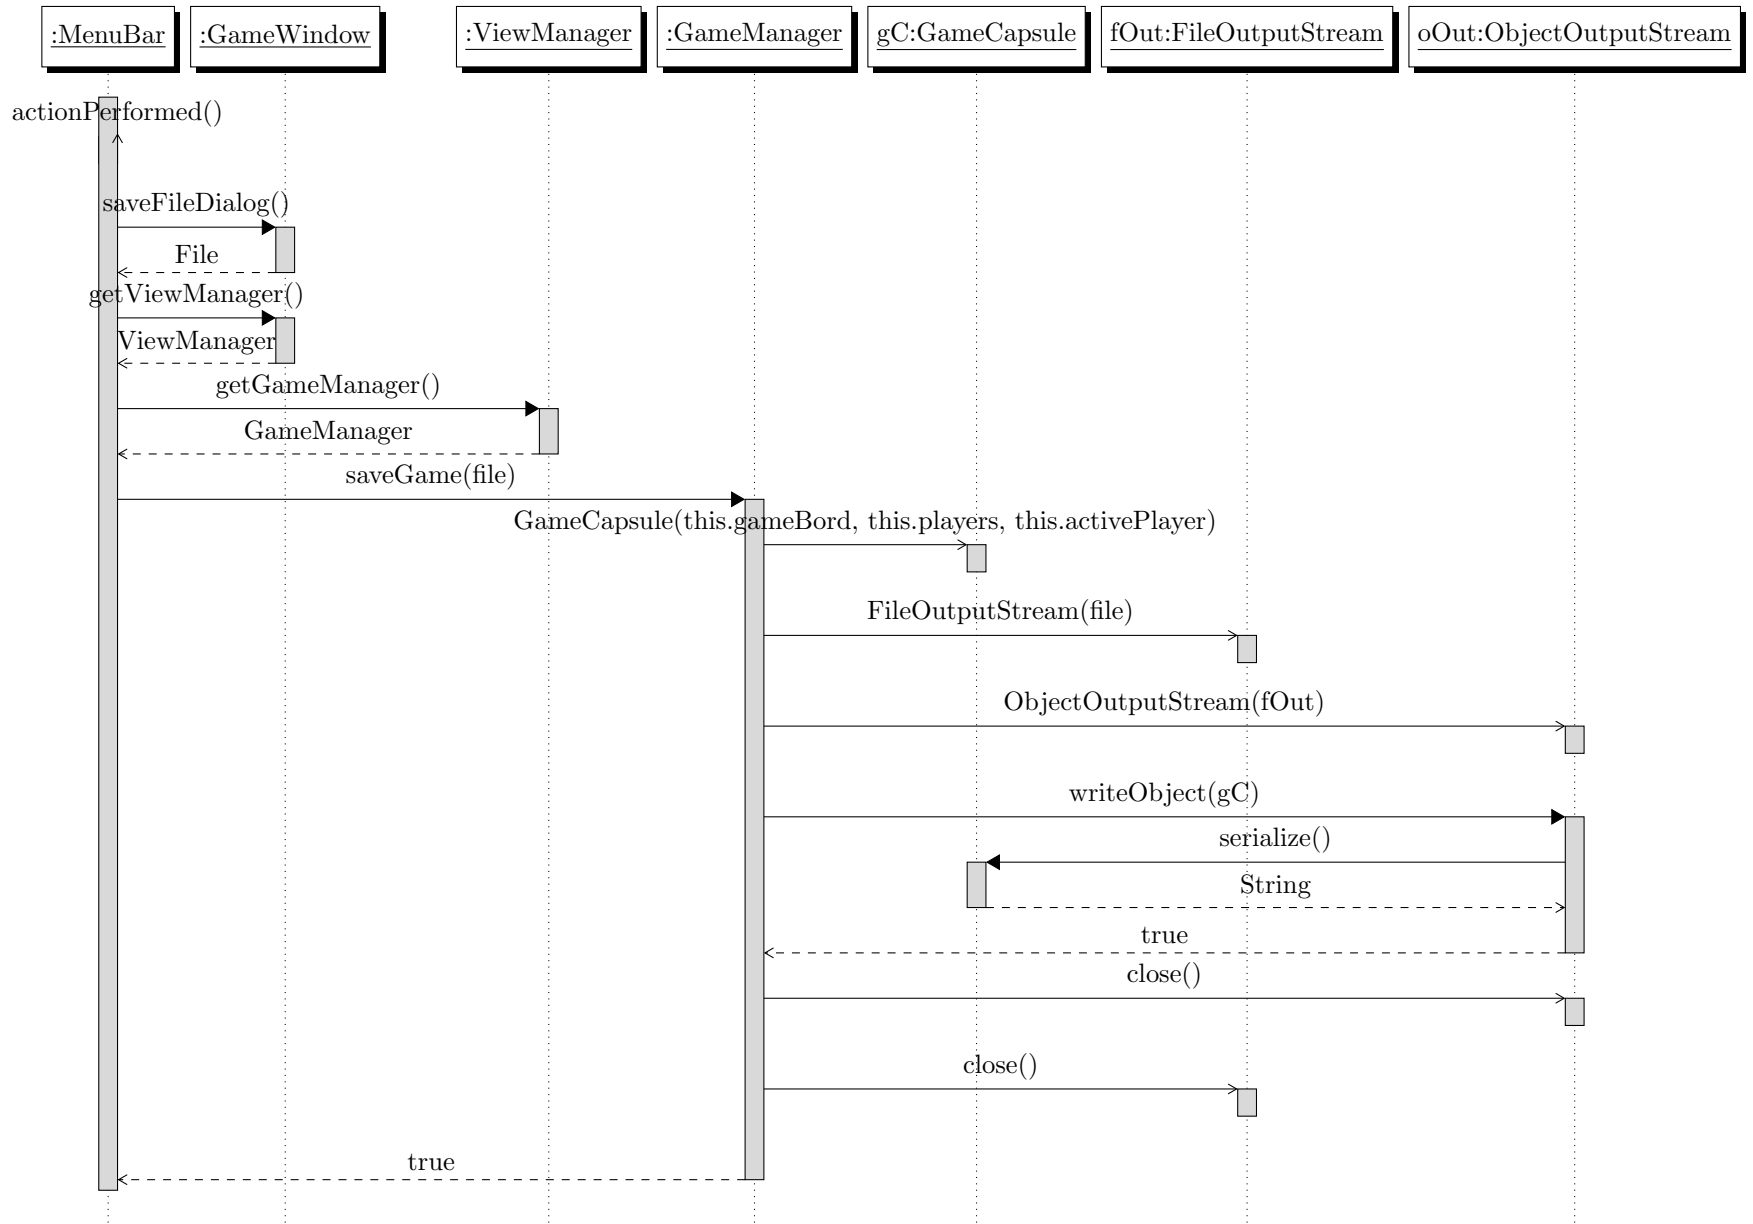 :MenuBar
:GameWindow
:ViewManager
:GameManager
gC:GameCapsule
fOut:FileOutputStream
oOut:ObjectOutputStream
actionPerformed()
saveFileDialog()
File
getViewManager()
ViewManager
getGameManager()
GameManager
saveGame(file)
GameCapsule(this.gameBord, this.players, this.activePlayer)
FileOutputStream(file)
ObjectOutputStream(fOut)
writeObject(gC)
serialize()
String
true
close()
close()
true